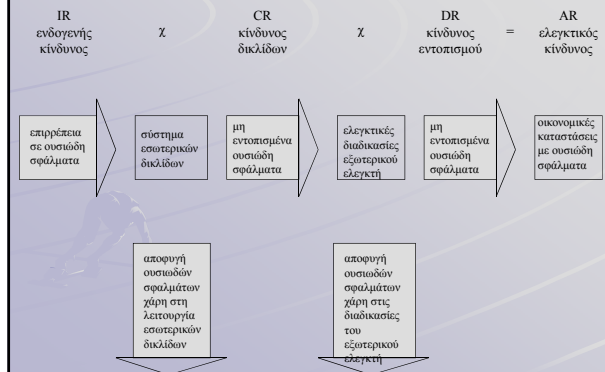 IR
ενδογενής
κίνδυνος
χ
CR
κίνδυνος
δικλίδων
χ
DR
κίνδυνος
εντοπισμού
=
AR
ελεγκτικός
κίνδυνος
επιρρέπεια
σε ουσιώδη
σφάλματα
σύστημα
εσωτερικών
δικλίδων
μη
εντοπισμένα
ουσιώδη
σφάλματα
ελεγκτικές
διαδικασίες
εξωτερικού
ελεγκτή
μη
εντοπισμένα
ουσιώδη
σφάλματα
οικονομικές
καταστάσεις
με ουσιώδη
σφάλματα
αποφυγή
ουσιωδών
σφαλμάτων
χάρη στη
λειτουργία
εσωτερικών
δικλίδων
αποφυγή
ουσιωδών
σφαλμάτων
χάρη στις
διαδικασίες
του
εξωτερικού
ελεγκτή